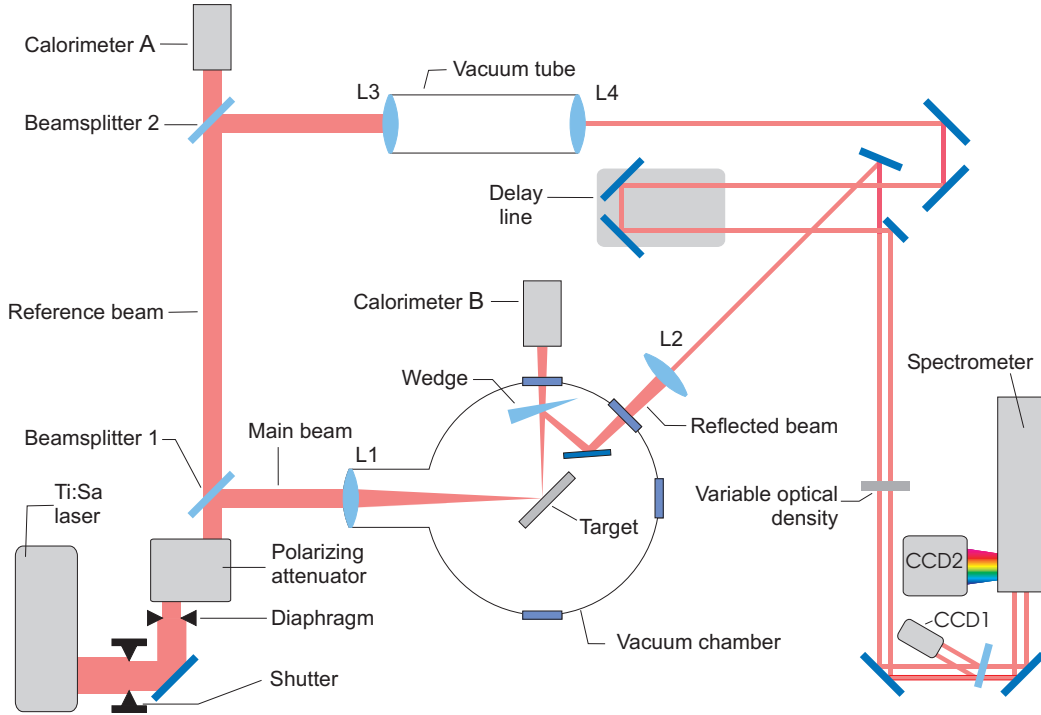 Calorimeter A
Vacuum tube
L3
L4
Beamsplitter 2
Delay
line
Reference beam
Calorimeter B
L2
Spectrometer
Wedge
Reflected beam
Beamsplitter 1
Main beam
L1
Ti:Sa
laser
Variable optical
density
Target
Polarizing
attenuator
CCD2
Diaphragm
CCD1
Vacuum chamber
Shutter